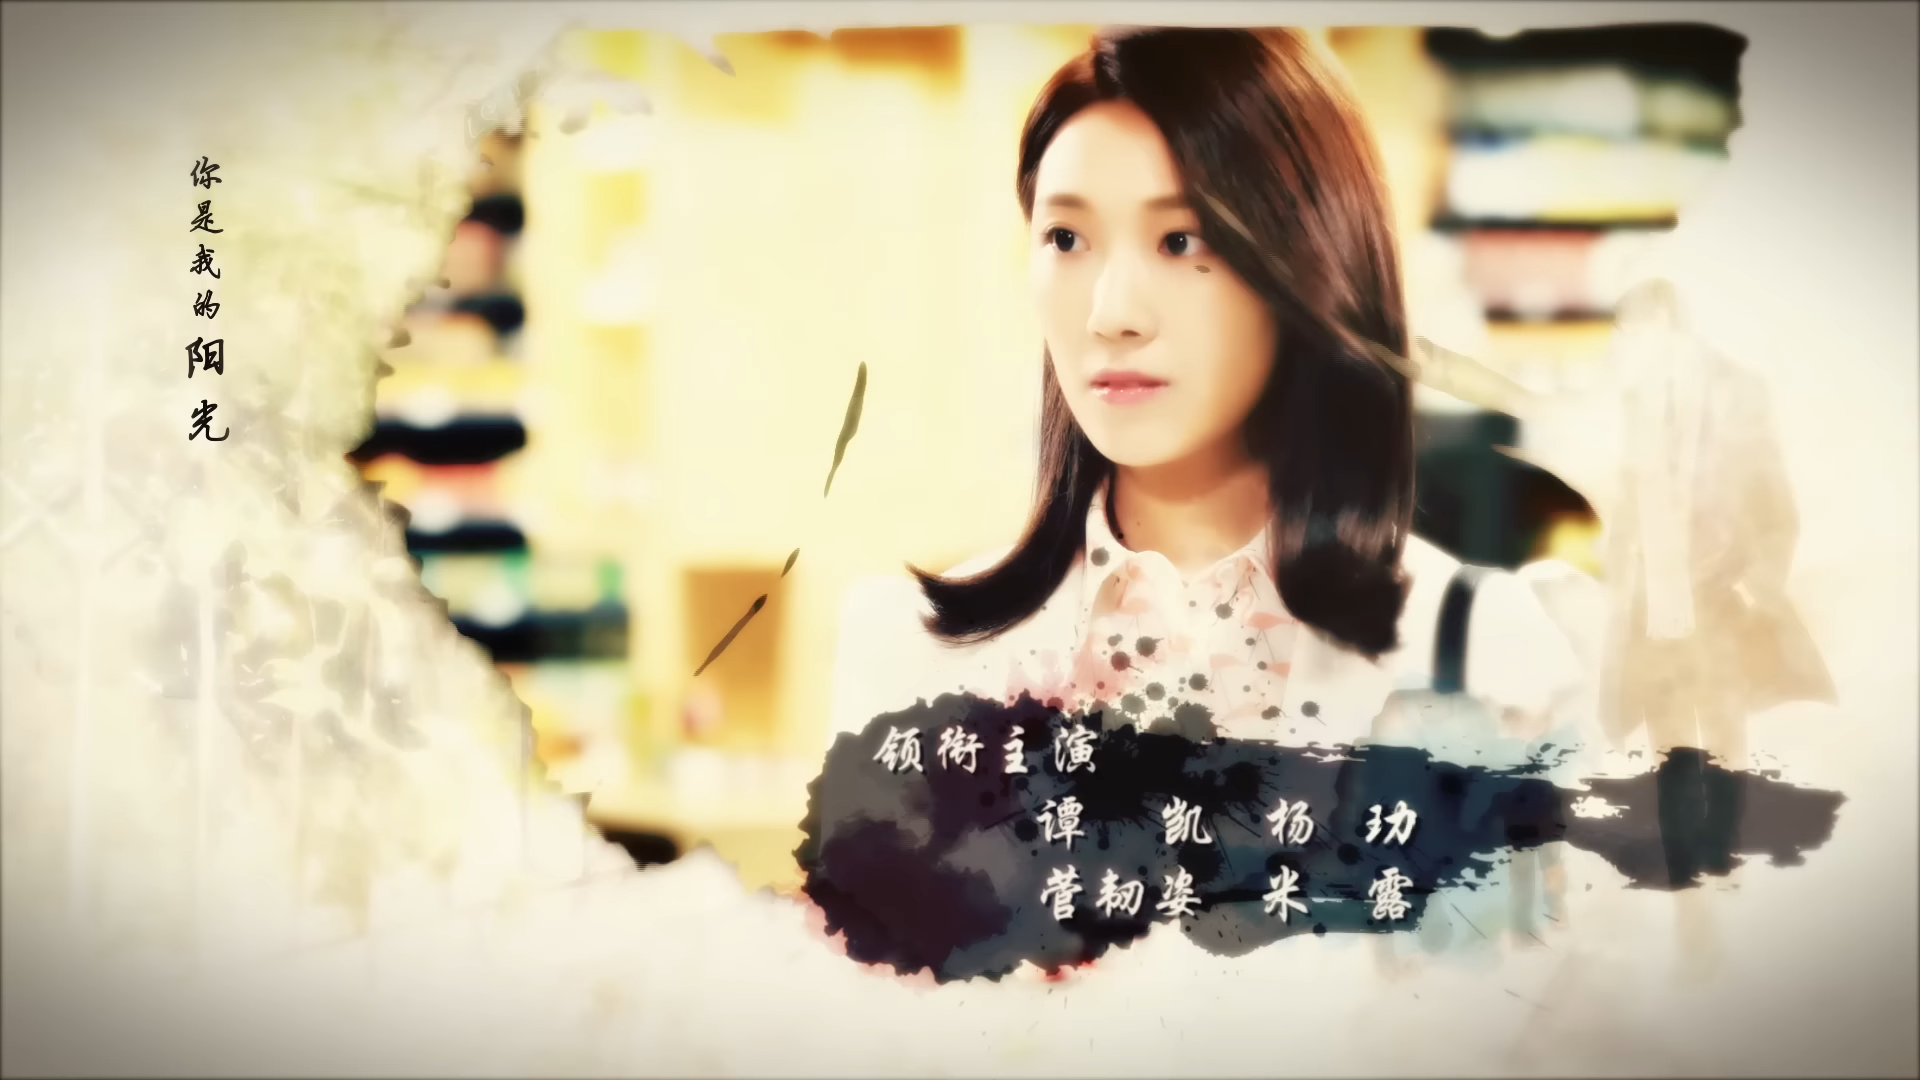 你是我的阳光
领衔主演
谭 凯 杨 玏
菅韧姿 米 露